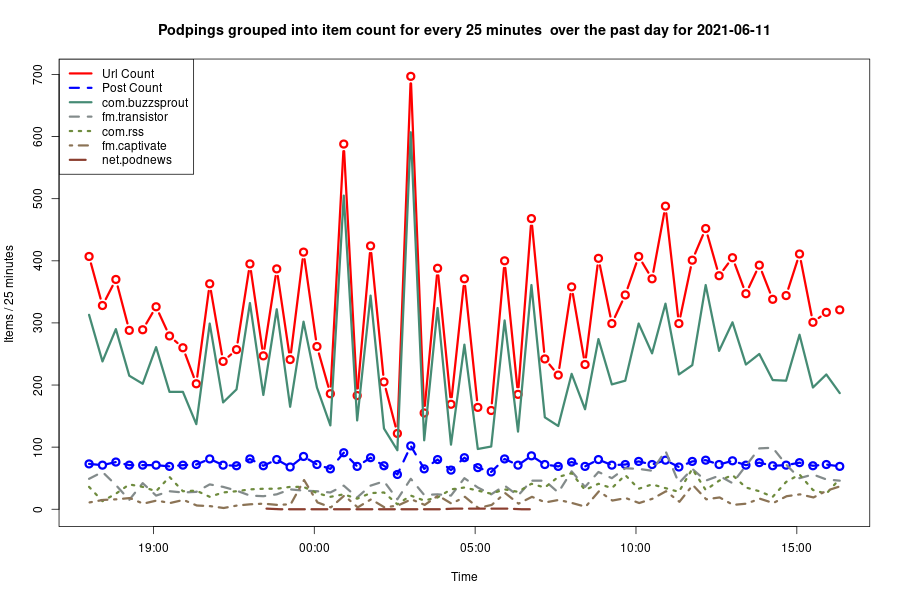 Podpings grouped into item count for every 25 minutes  over the past day for 2021-06-11
Url Count
Post Count
com.buzzsprout
fm.transistor
com.rss
fm.captivate
net.podnews
Items / 25 minutes
700
600
500
400
300
200
100
0
19:00
00:00
05:00
10:00
15:00
Time